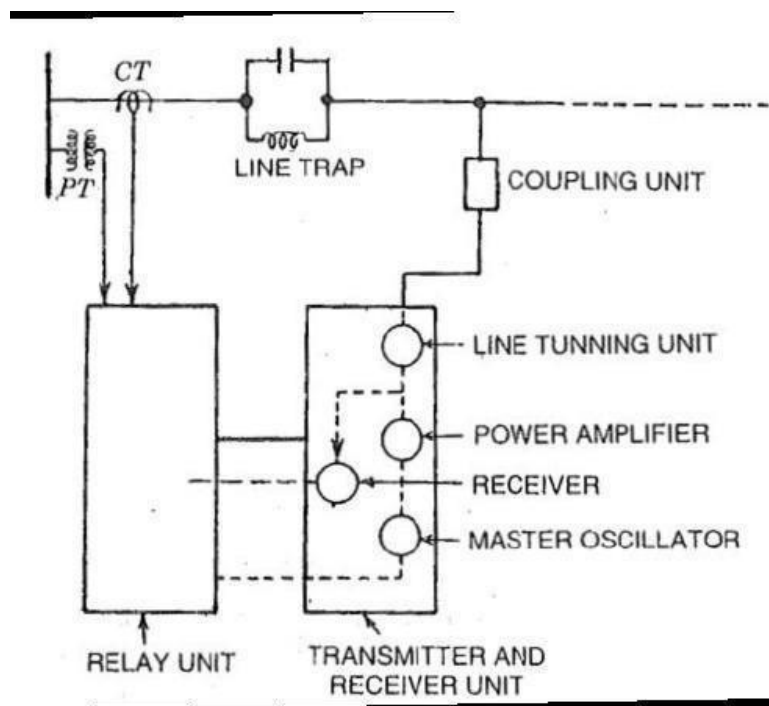 CT
LINE TRAP
PT
COUPLING UNIT
LINE TUNNING UNIT
POWER AMPLIFIER
RECEIVER
MASTER OSCILLATOR
RELAY UNIT
TRANSMITTER AND
RECEIVER UNIT